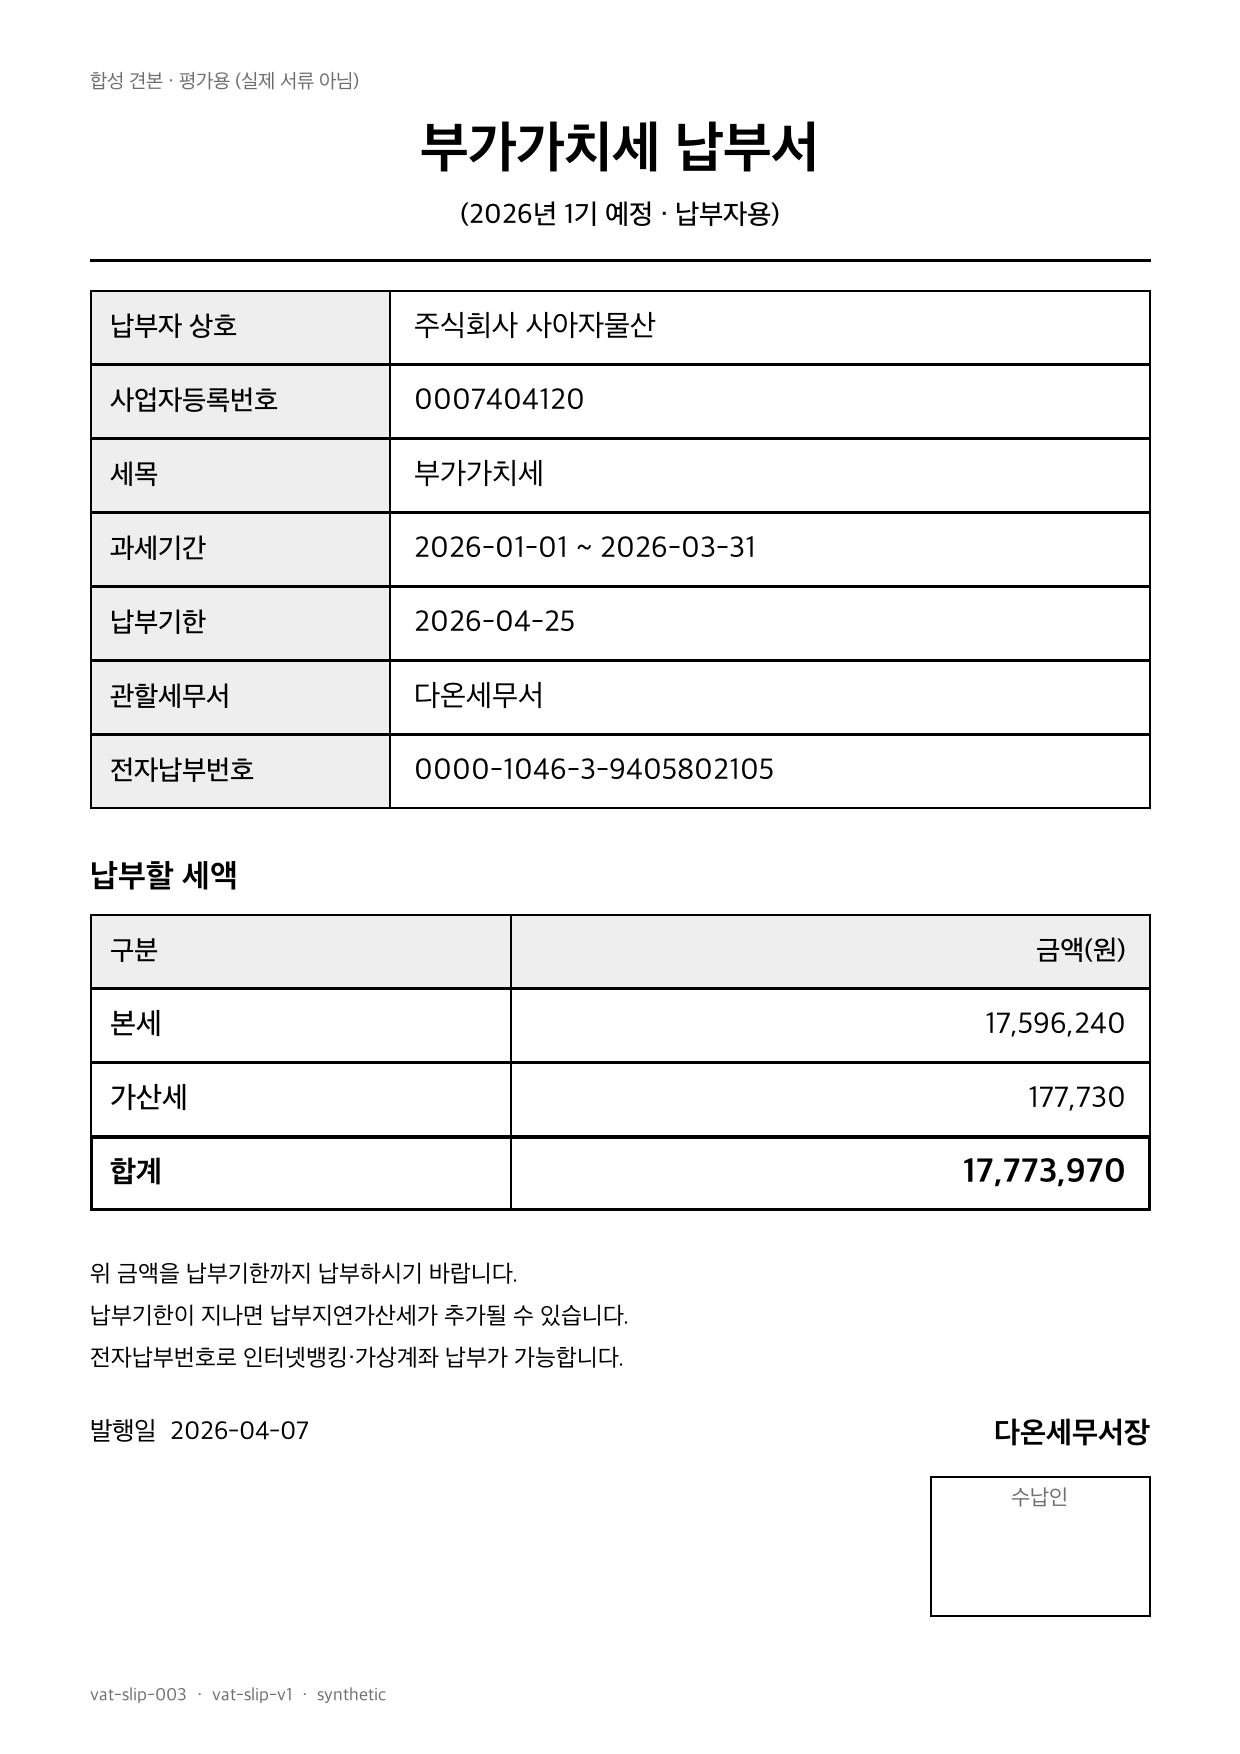 합성 견본 · 평가용 (실제 서류 아님)
부가가치세 납부서
(2026년 1기 예정 · 납부자용)
납부자 상호 주식회사 사아자물산
사업자등록번호 0007404120
세목 부가가치세
과세기간 2026-01-01 ~ 2026-03-31
납부기한 2026-04-25
관할세무서 다온세무서
전자납부번호 0000-1046-3-9405802105
납부할 세액
구분 금액(원)
본세 17,596,240
가산세 177,730
합계 17,773,970
위 금액을 납부기한까지 납부하시기 바랍니다.
납부기한이 지나면 납부지연가산세가 추가될 수 있습니다.
전자납부번호로 인터넷뱅킹·가상계좌 납부가 가능합니다.
발행일 2026-04-07 다온세무서장
수납인
vat-slip-003 · vat-slip-v1 · synthetic